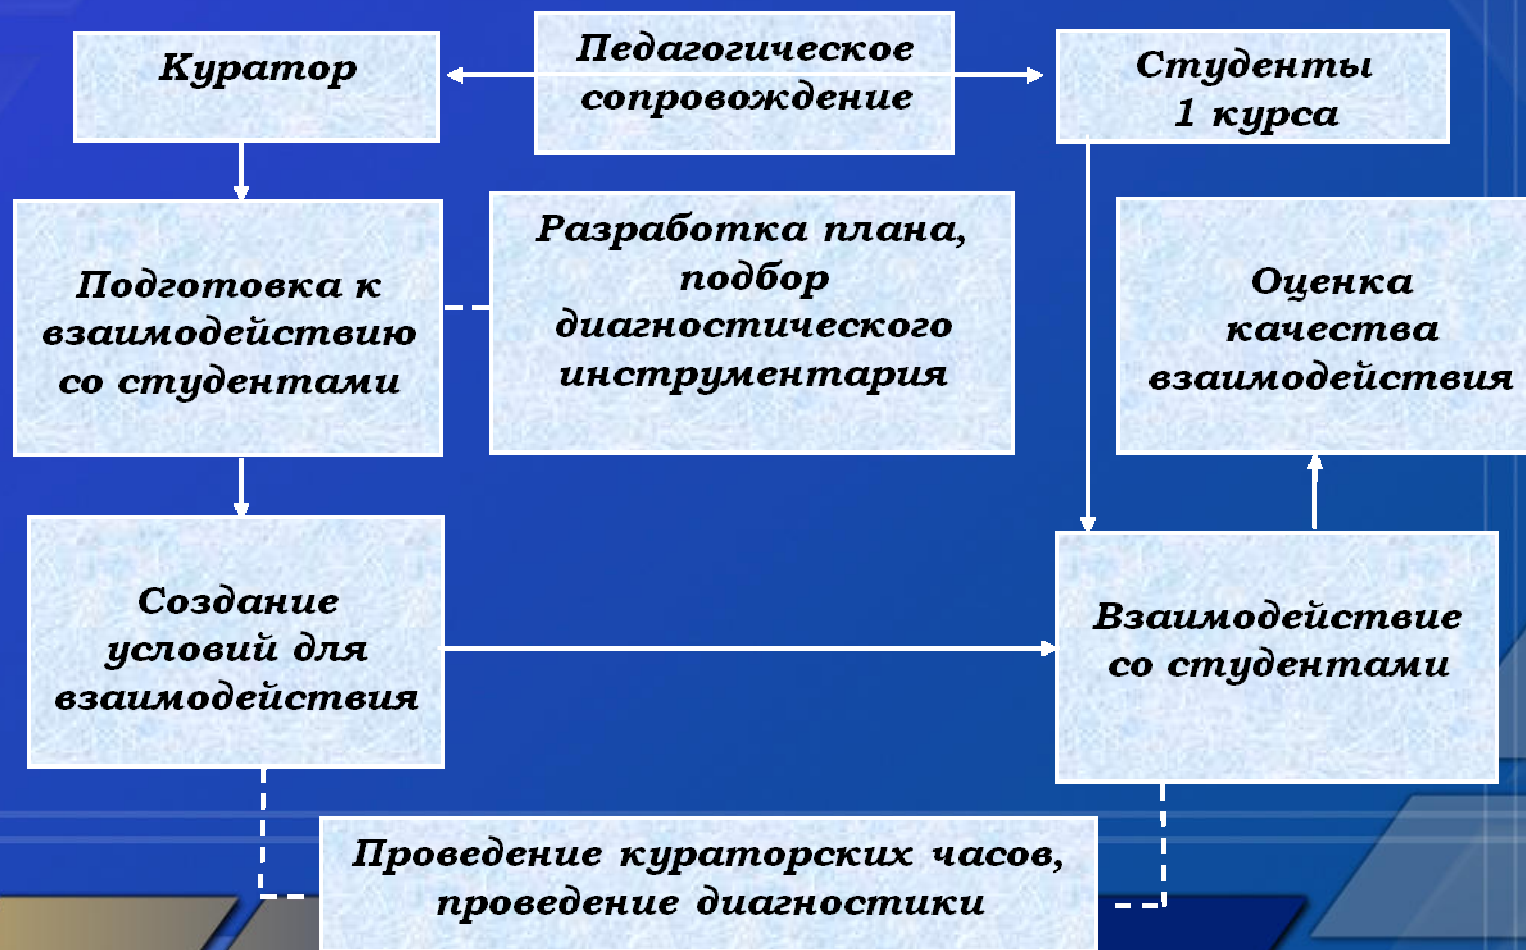 Куратор
Педагогическое
сопровождение
Студенты
1 курса
Подготовка к
взаимодействию
со студентами
Разработка плана,
подбор
диагностического
инструментария
Оценка
качества
взаимодействия
Создание
условий для
взаимодействия
Взаимодействие
со студентами
Проведение кураторских часов,
проведение диагностики